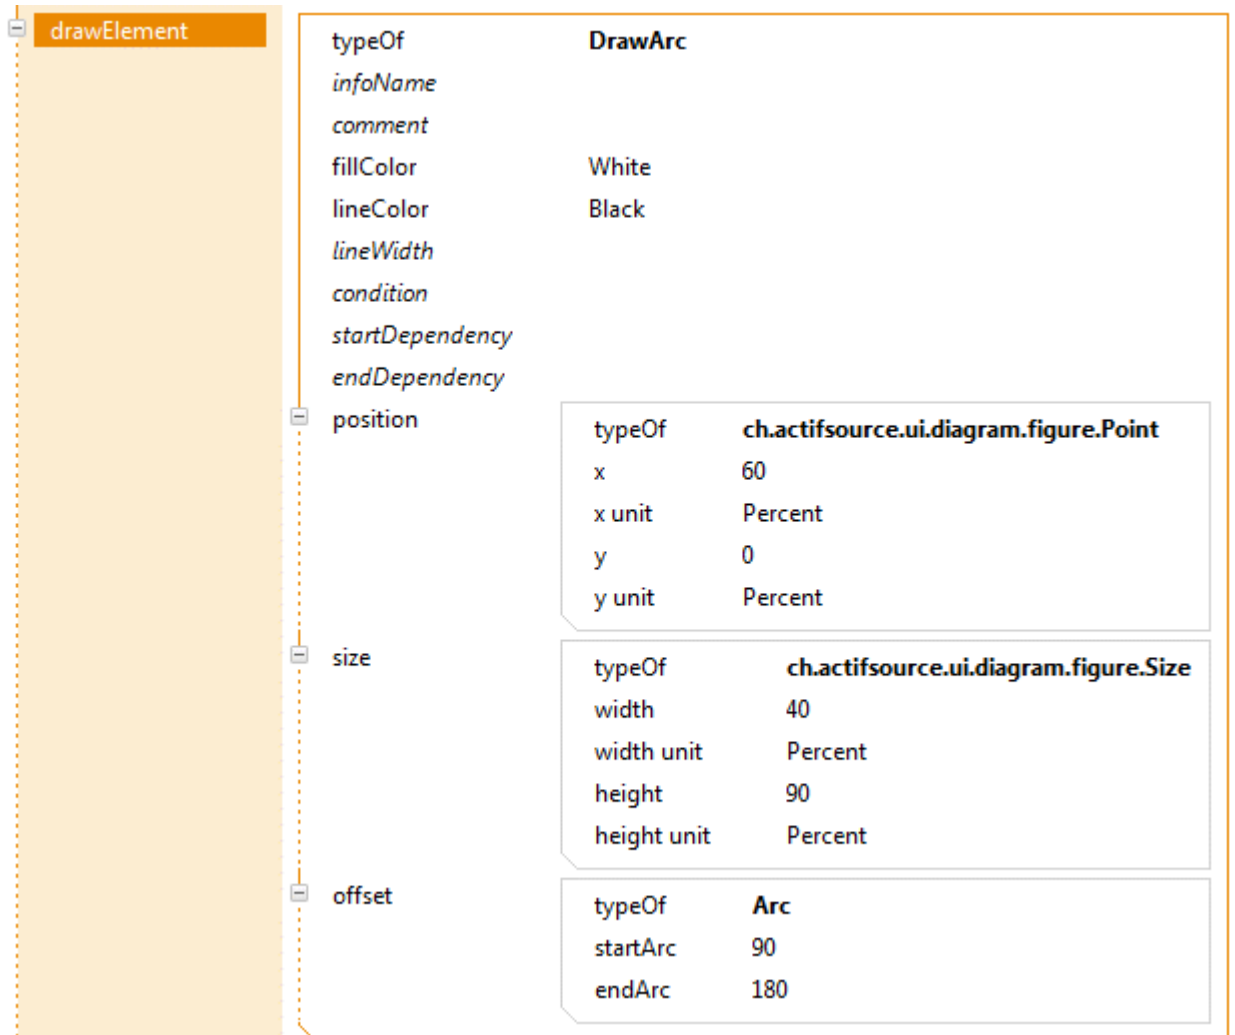 drawElement
typeOf DrawArc
infoName
comment
fillColor White
lineColor Black
lineWidth
condition
startDependency
endDependency
position
typeOf ch.actifsource.ui.diagram.figure.Point
x 60
x unit Percent
y 0
y unit Percent
size
typeOf ch.actifsource.ui.diagram.figure.Size
width 40
width unit Percent
height 90
height unit Percent
offset
typeOf Arc
startArc 90
endArc 180